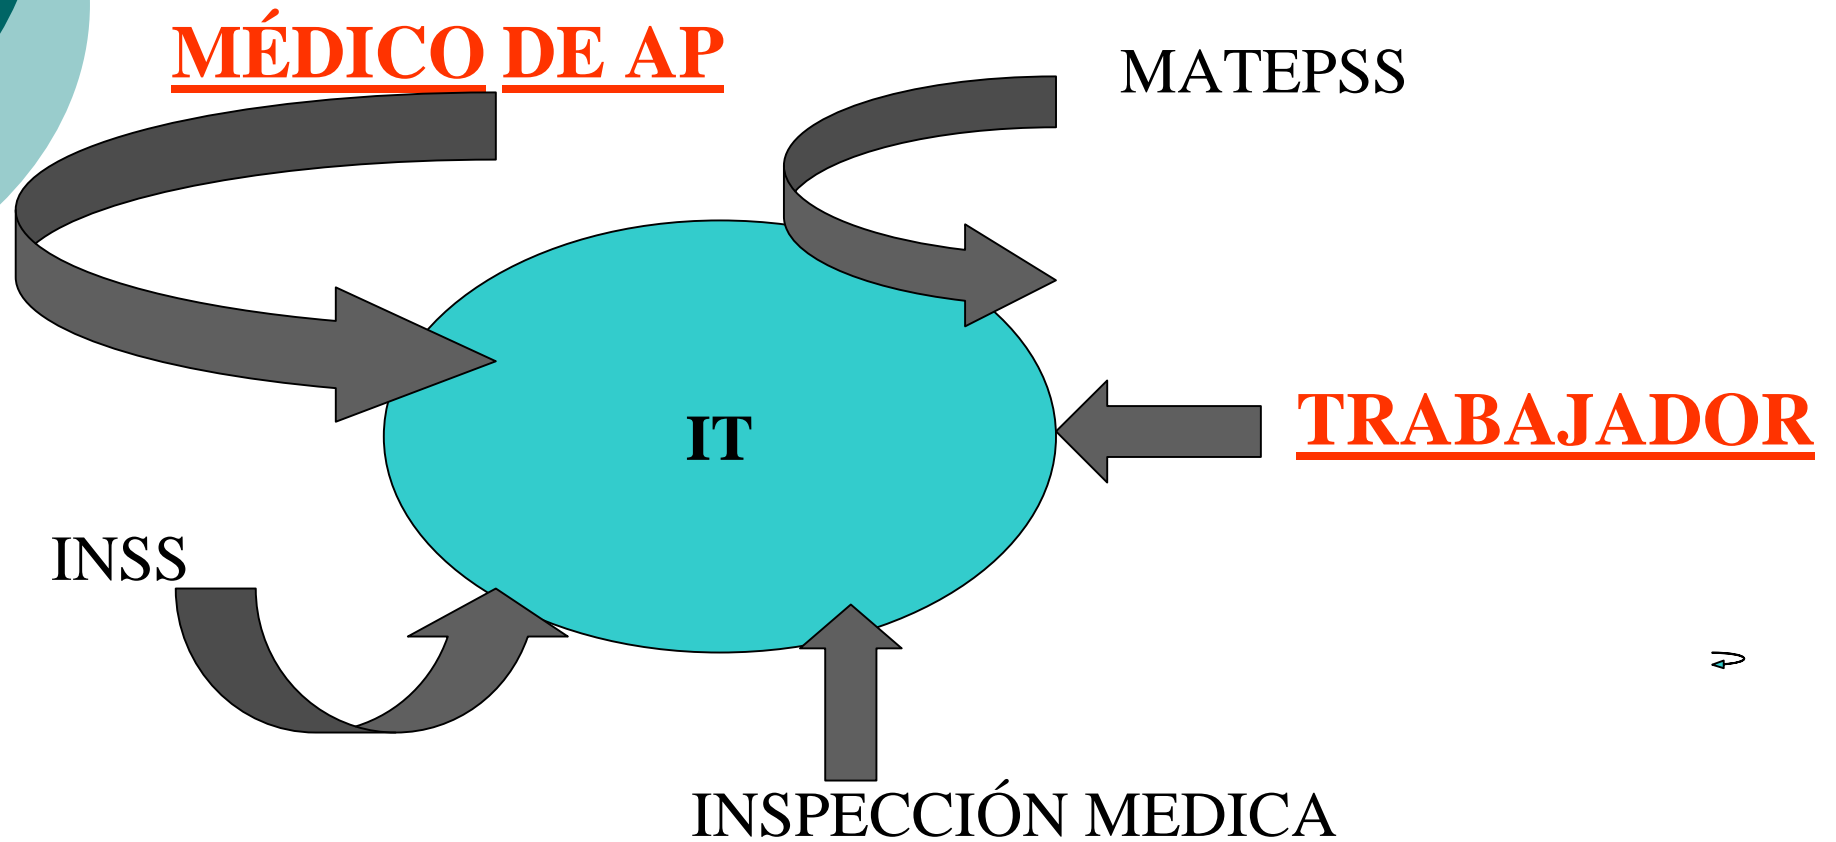 MÉDICO DE AP
MATEPSS
TRABAJADOR
IT
INSS
INSPECCIÓN MEDICA